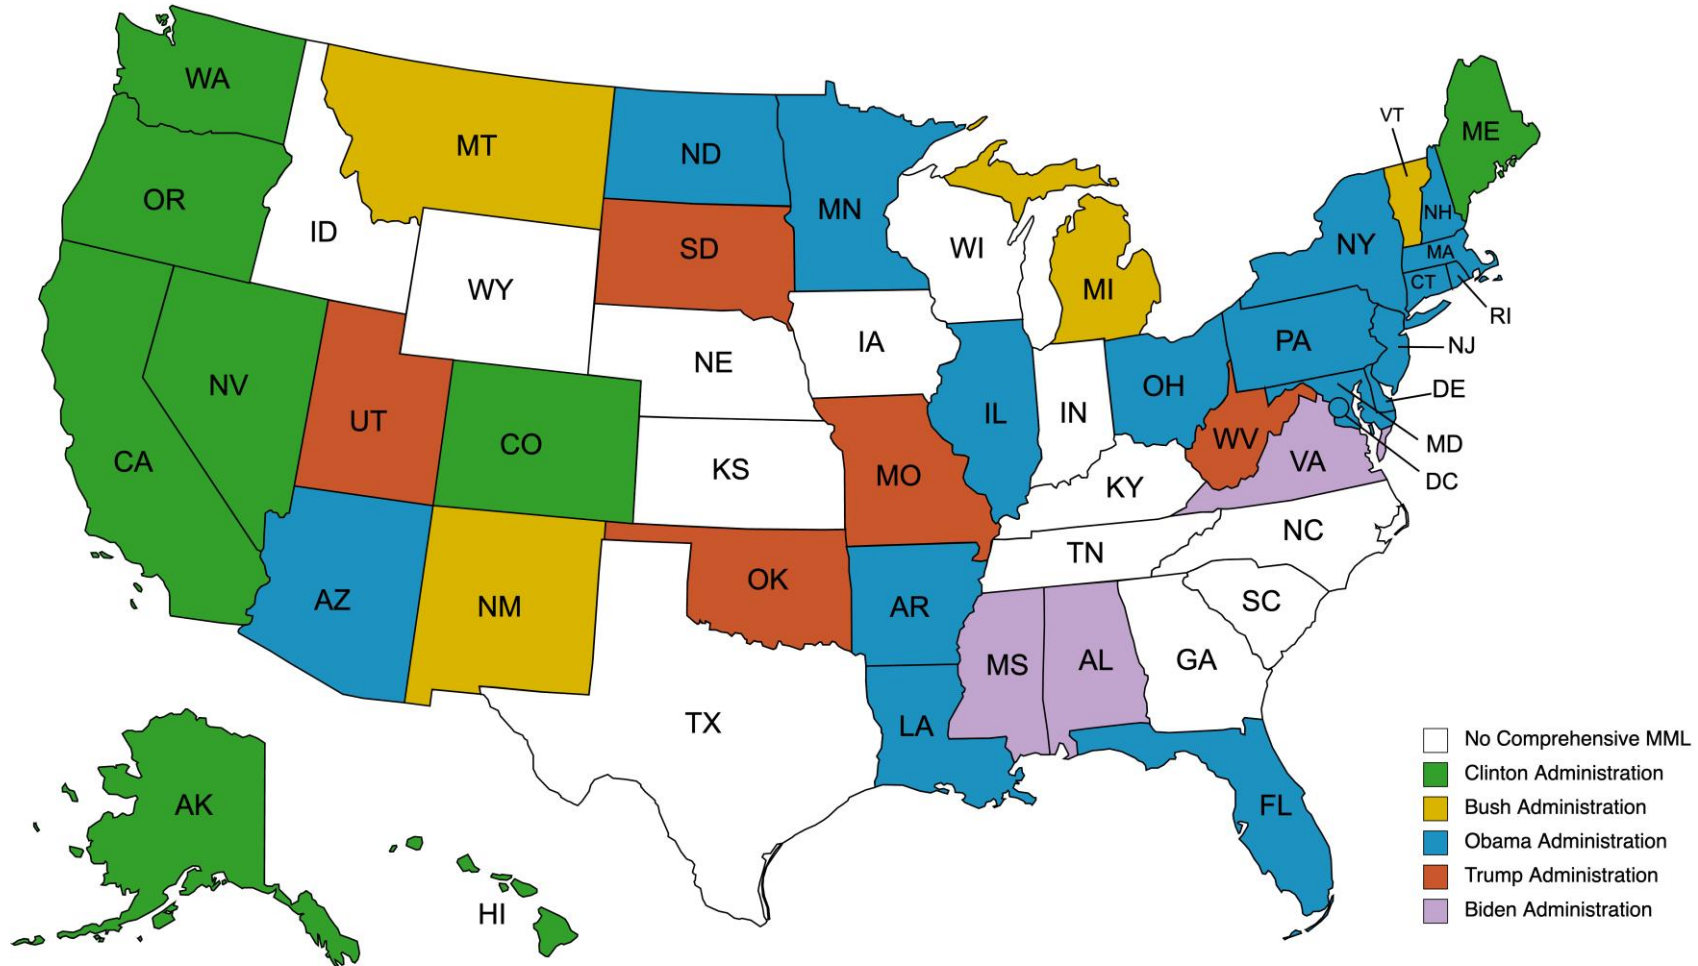 WA
MT
ND
MN
OR
ID
SD
WI
WY
MI
VT
ME
NH
NY
MA
CT
RI
NJ
PA
DE
MD
DC
NE
IA
IL
IN
OH
WV
VA
NV
UT
CO
CA
KS
MO
KY
TN
NC
AZ
NM
OK
AR
SC
MS
AL
GA
TX
LA
FL
AK
HI
No Comprehensive MML
Clinton Administration
Bush Administration
Obama Administration
Trump Administration
Biden Administration